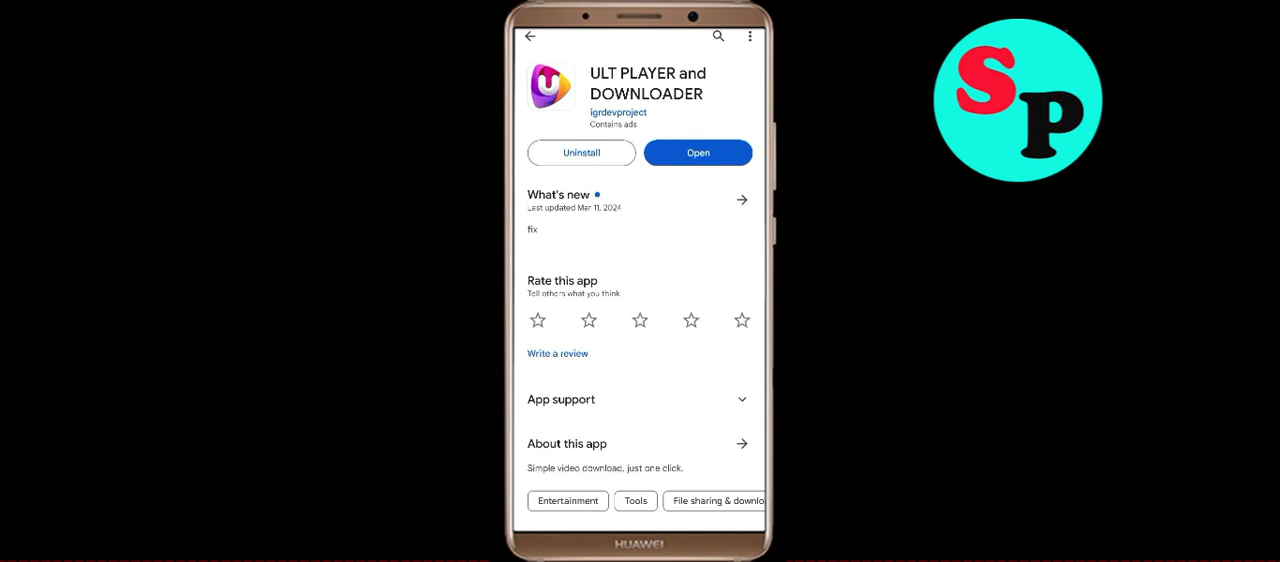 ULT PLAYER and
DOWNLOADER
igrdevproject
Contains ads
Uninstall
Open
What's new
Last updated Mar 11, 2024
fix
Rate this app
Tell others what you think
Write a review
App support
About this app
Simple video download, just one click.
Entertainment
Tools
File sharing & downlo
HUAWEI
U
SP